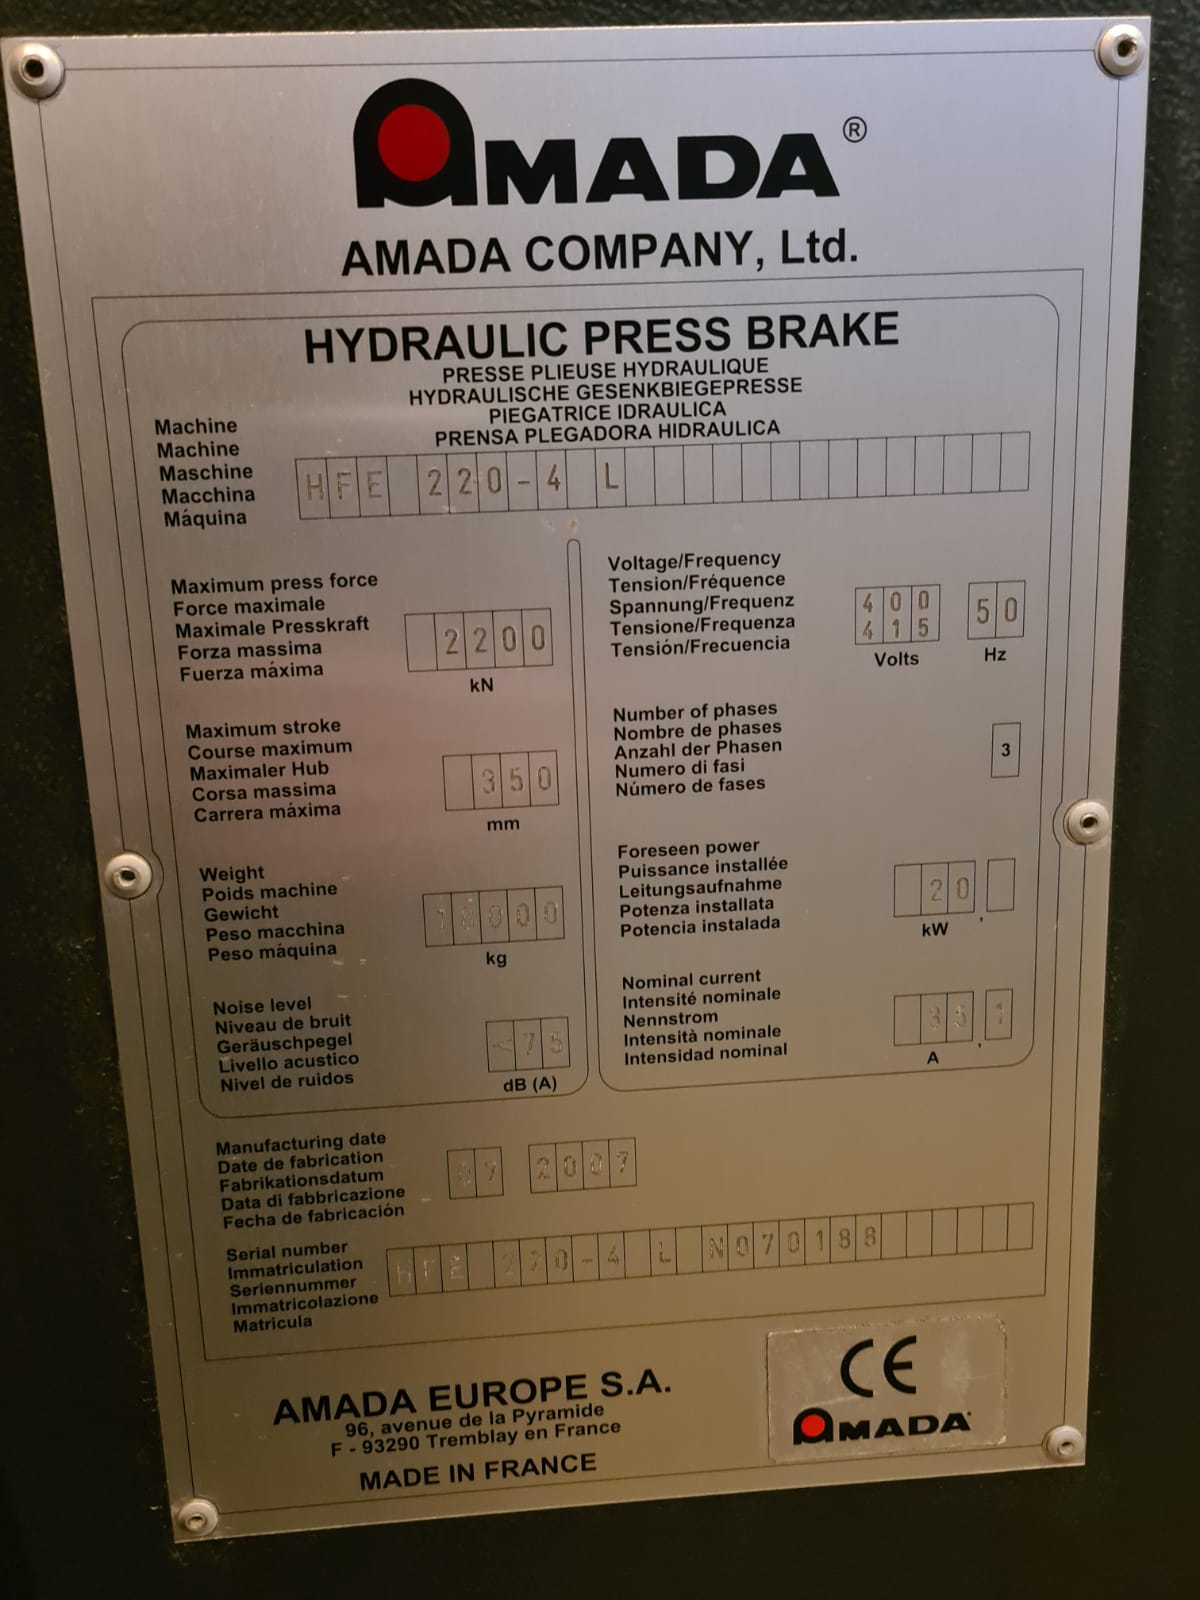 AMADA®
AMADA COMPANY, Ltd.
HYDRAULIC PRESS BRAKE
PRESSE PLIEUSE HYDRAULIQUE
HYDRAULISCHE GESENKBIEGEPRESSE
PIEGATRICE IDRAULICA
PRENSA PLEGADORA HIDRAULICA
Machine
Machine
Maschine
Macchina
Máquina
HFE 220-4 L
Maximum press force
Force maximale
Maximale Presskraft
Forza massima
Fuerza máxima
2200
kN
Maximum stroke
Course maximum
Maximaler Hub
Corsa massima
Carrera máxima
350
mm
Weight
Poids machine
Gewicht
Peso macchina
Peso máquina
kg
Noise level
Niveau de bruit
Geräuschpegel
Livello acustico
Nivel de ruidos
<75
dB (A)
Voltage/Frequency
Tension/Fréquence
Spannung/Frequenz
Tensione/Frequenza
Tensión/Frecuencia
400
415
Volts
50
Hz
Number of phases
Nombre de phases
Anzahl der Phasen
Numero di fasi
Número de fases
3
Foreseen power
Puissance installée
Leitungsaufnahme
Potenza installata
Potencia instalada
20,
kW
Nominal current
Intensité nominale
Nennstrom
Intensità nominale
Intensidad nominal
35,1
A
Manufacturing date
Date de fabrication
Fabrikationsdatum
Data di fabbricazione
Fecha de fabricación
07 2007
Serial number
Immatriculation
Seriennummer
Immatricolazione
Matricula
HFE 220-4 L N070188
AMADA EUROPE S.A.
96, avenue de la Pyramide
F - 93290 Tremblay en France
MADE IN FRANCE
CE
AMADA